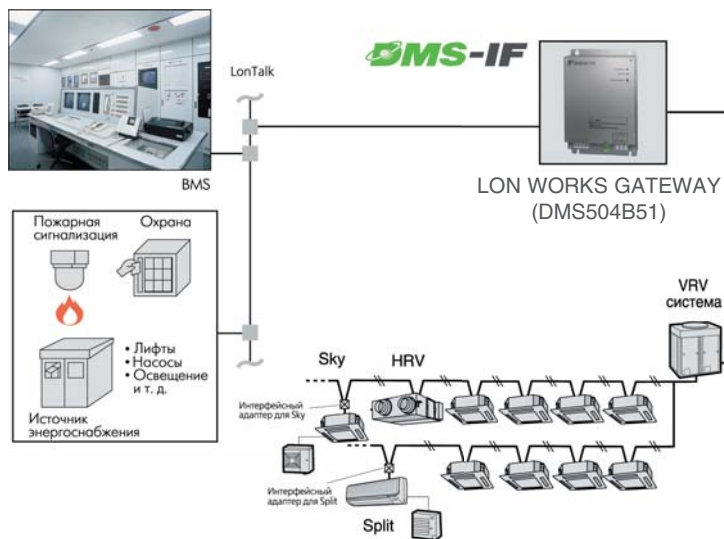 LonTalk
DMS-IF
BMS
LON WORKS GATEWAY
(DMS504B51)
Пожарная
сигнализация
Охрана
• Лифты
• Насосы
• Освещение
и т. д.
Источник
энергоснабжения
VRV
система
Sky
HRV
Интерфейсный
адаптер для Sky
Интерфейсный
адаптер для Split
Split